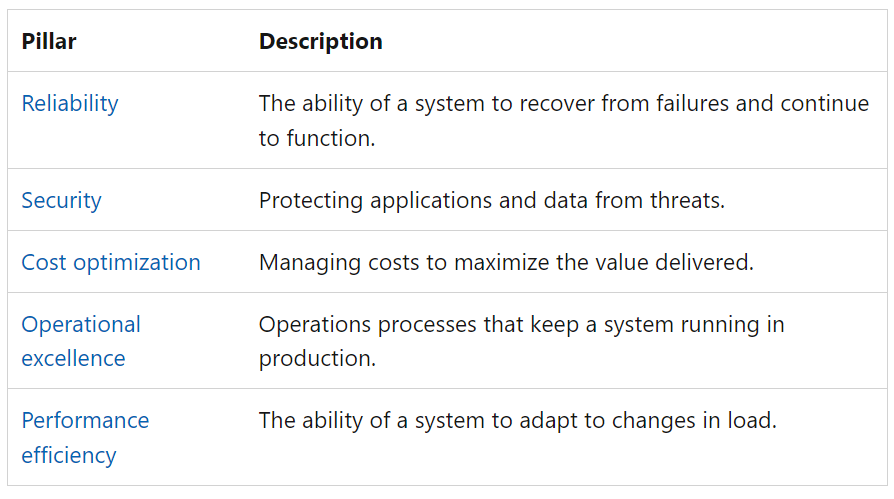 Pillar Description
Reliability The ability of a system to recover from failures and continue
to function.
Security Protecting applications and data from threats.
Cost optimization Managing costs to maximize the value delivered.
Operational Operations processes that keep a system running in
excellence production.
Performance The ability of a system to adapt to changes in load.
efficiency